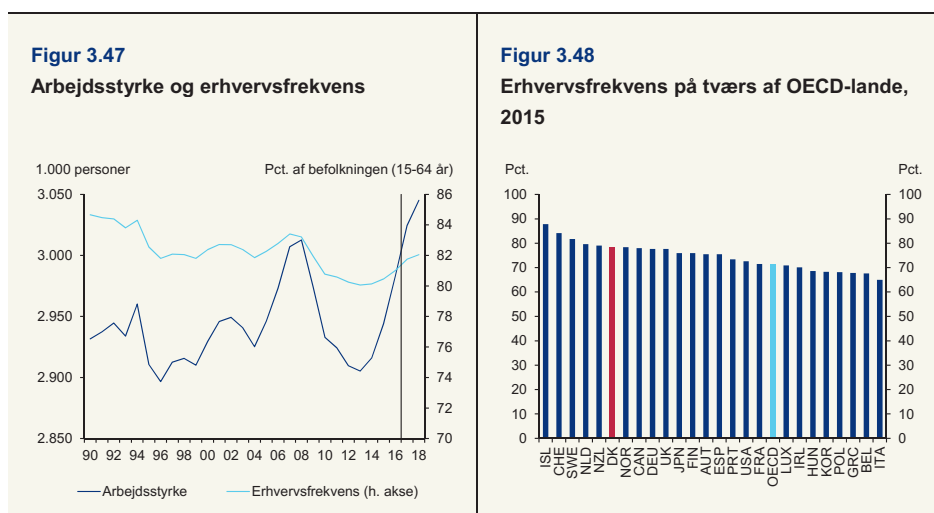 Figur 3.47
Arbejdsstyrke og erhvervsfrekvens
1.000 personer Pct. af befolkningen (15-64 år)
3.050 86
84
3.000 82
80
2.950 78
76
2.900 74
72
2.850 70
90 92 94 96 98 00 02 04 06 08 10 12 14 16 18
Arbejdsstyrke Erhvervsfrekvens (h. akse)
Figur 3.48
Erhvervsfrekvens på tværs af OECD-lande,
2015
Pct. Pct.
100 100
90 90
80 80
70 70
60 60
50 50
40 40
30 30
20 20
10 10
0 0
ISL CHE SWE NLD NZL DK NOR CAN DEU UK JPN FIN AUT ESP PRT USA FRA OECD LUX IRL HUN KOR POL GRC BEL ITA